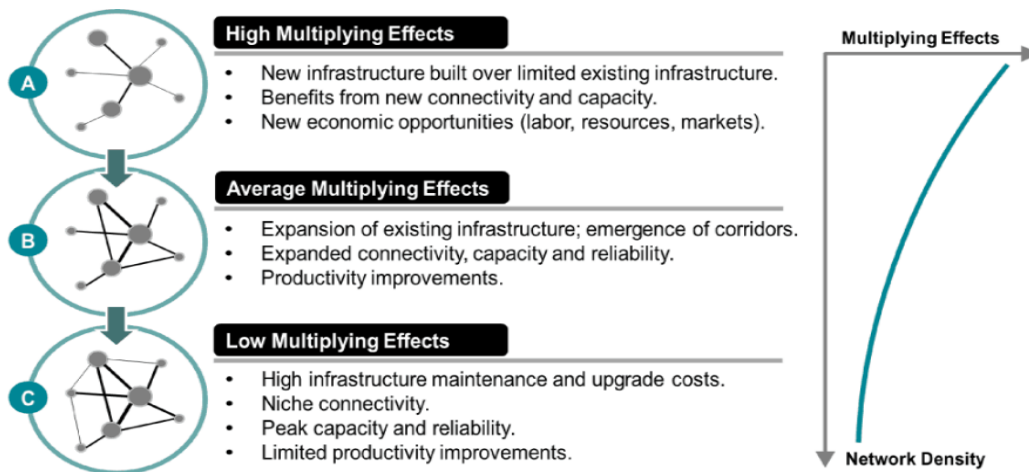 High Multiplying Effects
A
• New infrastructure built over limited existing infrastructure.
• Benefits from new connectivity and capacity.
• New economic opportunities (labor, resources, markets).
Average Multiplying Effects
B
• Expansion of existing infrastructure; emergence of corridors.
• Expanded connectivity, capacity and reliability.
• Productivity improvements.
Low Multiplying Effects
C
• High infrastructure maintenance and upgrade costs.
• Niche connectivity.
• Peak capacity and reliability.
• Limited productivity improvements.
Multiplying Effects
Network Density